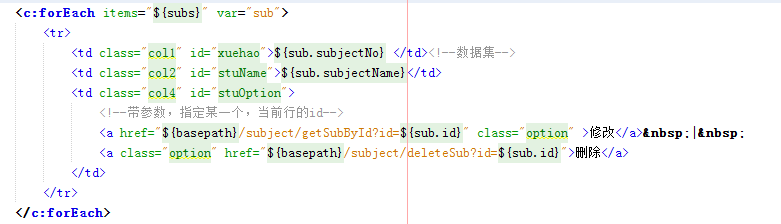 <c:forEach items="${subs}" var="sub">
<tr>
<td class="col1" id="xuehao">${sub.subjectNo} </td><!--数据集-->
<td class="col2" id="stuName">${sub.subjectName}</td>
<td class="col4" id="stuOption">
<!--带参数，指定某一个，当前行的id-->
<a href="${basepath}/subject/getSubById?id=${sub.id}" class="option" >修改</a>&nbsp;|&nbsp;
<a class="option" href="${basepath}/subject/deleteSub?id=${sub.id}">删除</a>
</td>
</tr>
</c:forEach>